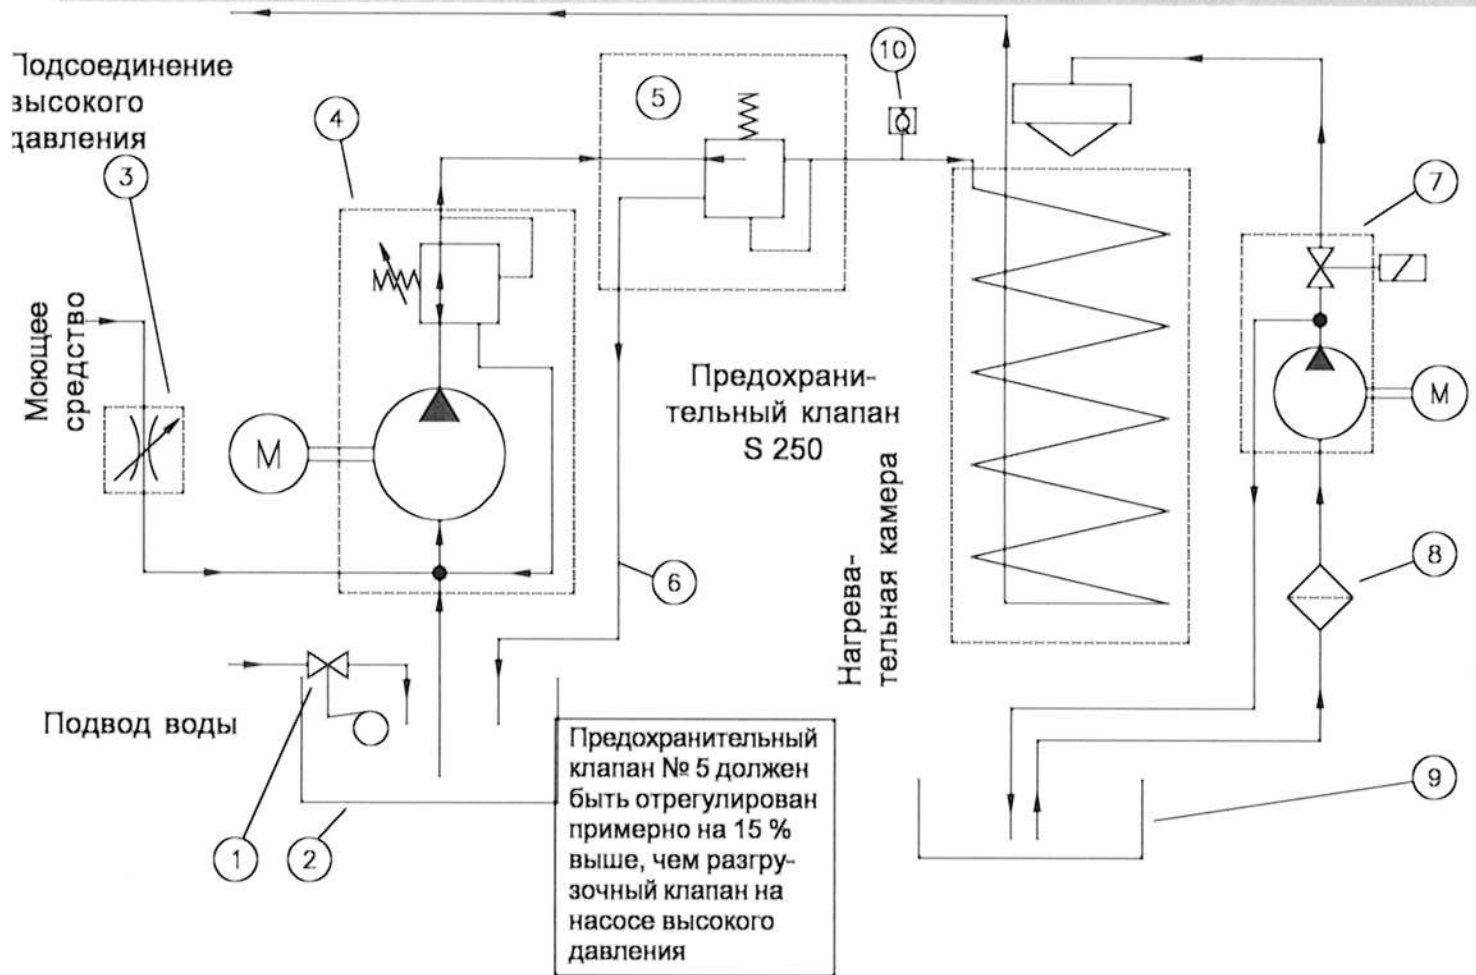 Подсоединение
высокого
давления
3
4
5
10
7
Q
Моющее
средство
M
M
Предохрани-
тельный клапан
S 250
Нагрева-
тельная камера
6
8
Подвод воды
Предохранительный
клапан № 5 должен
быть отрегулирован
примерно на 15 %
выше, чем разгру-
зочный клапан на
насосе высокого
давления
1
2
9